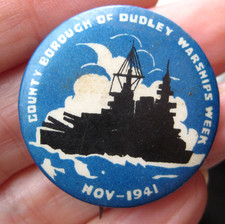 COUNTY BOROUGH OF DUDLEY WARSHIPS WEEK
NOV-1941